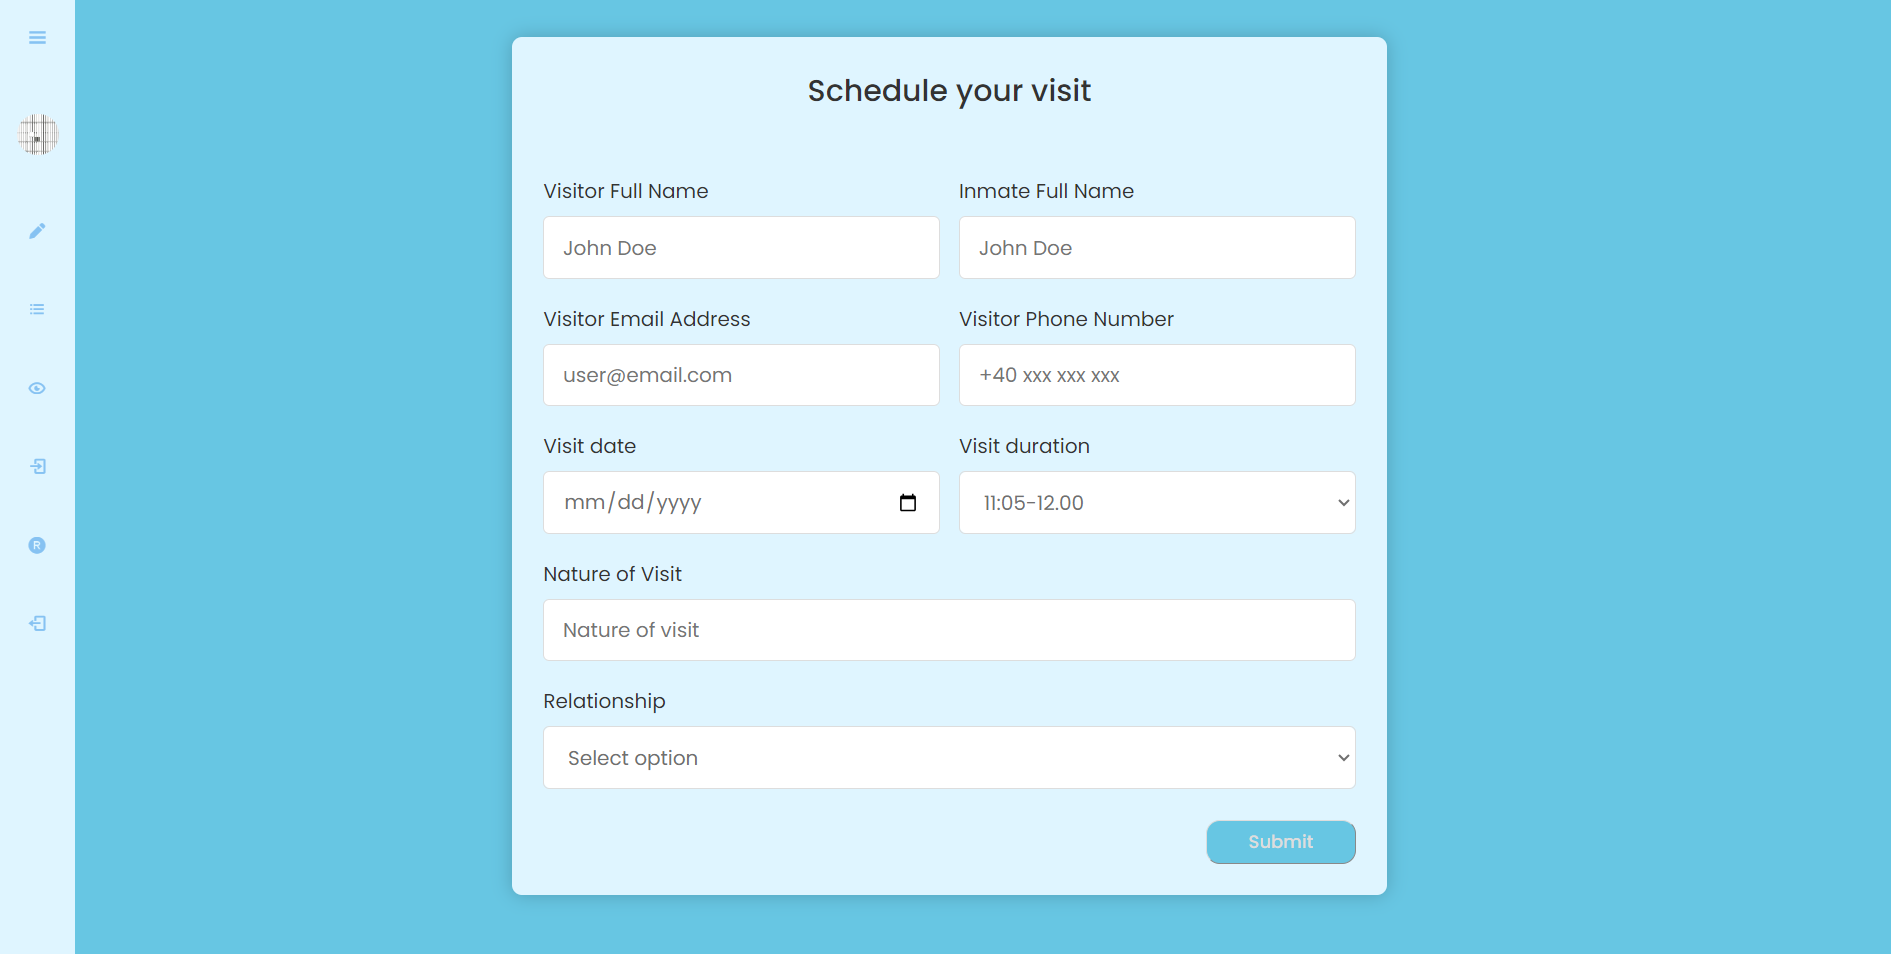 Schedule your visit
Visitor Full Name
Inmate Full Name
John Doe
John Doe
Visitor Email Address
Visitor Phone Number
user@email.com
+40 xxx xxx xxx
Visit date
Visit duration
mm/dd/yyyy
11:05-12.00
Nature of Visit
Nature of visit
Relationship
Select option
Submit
R